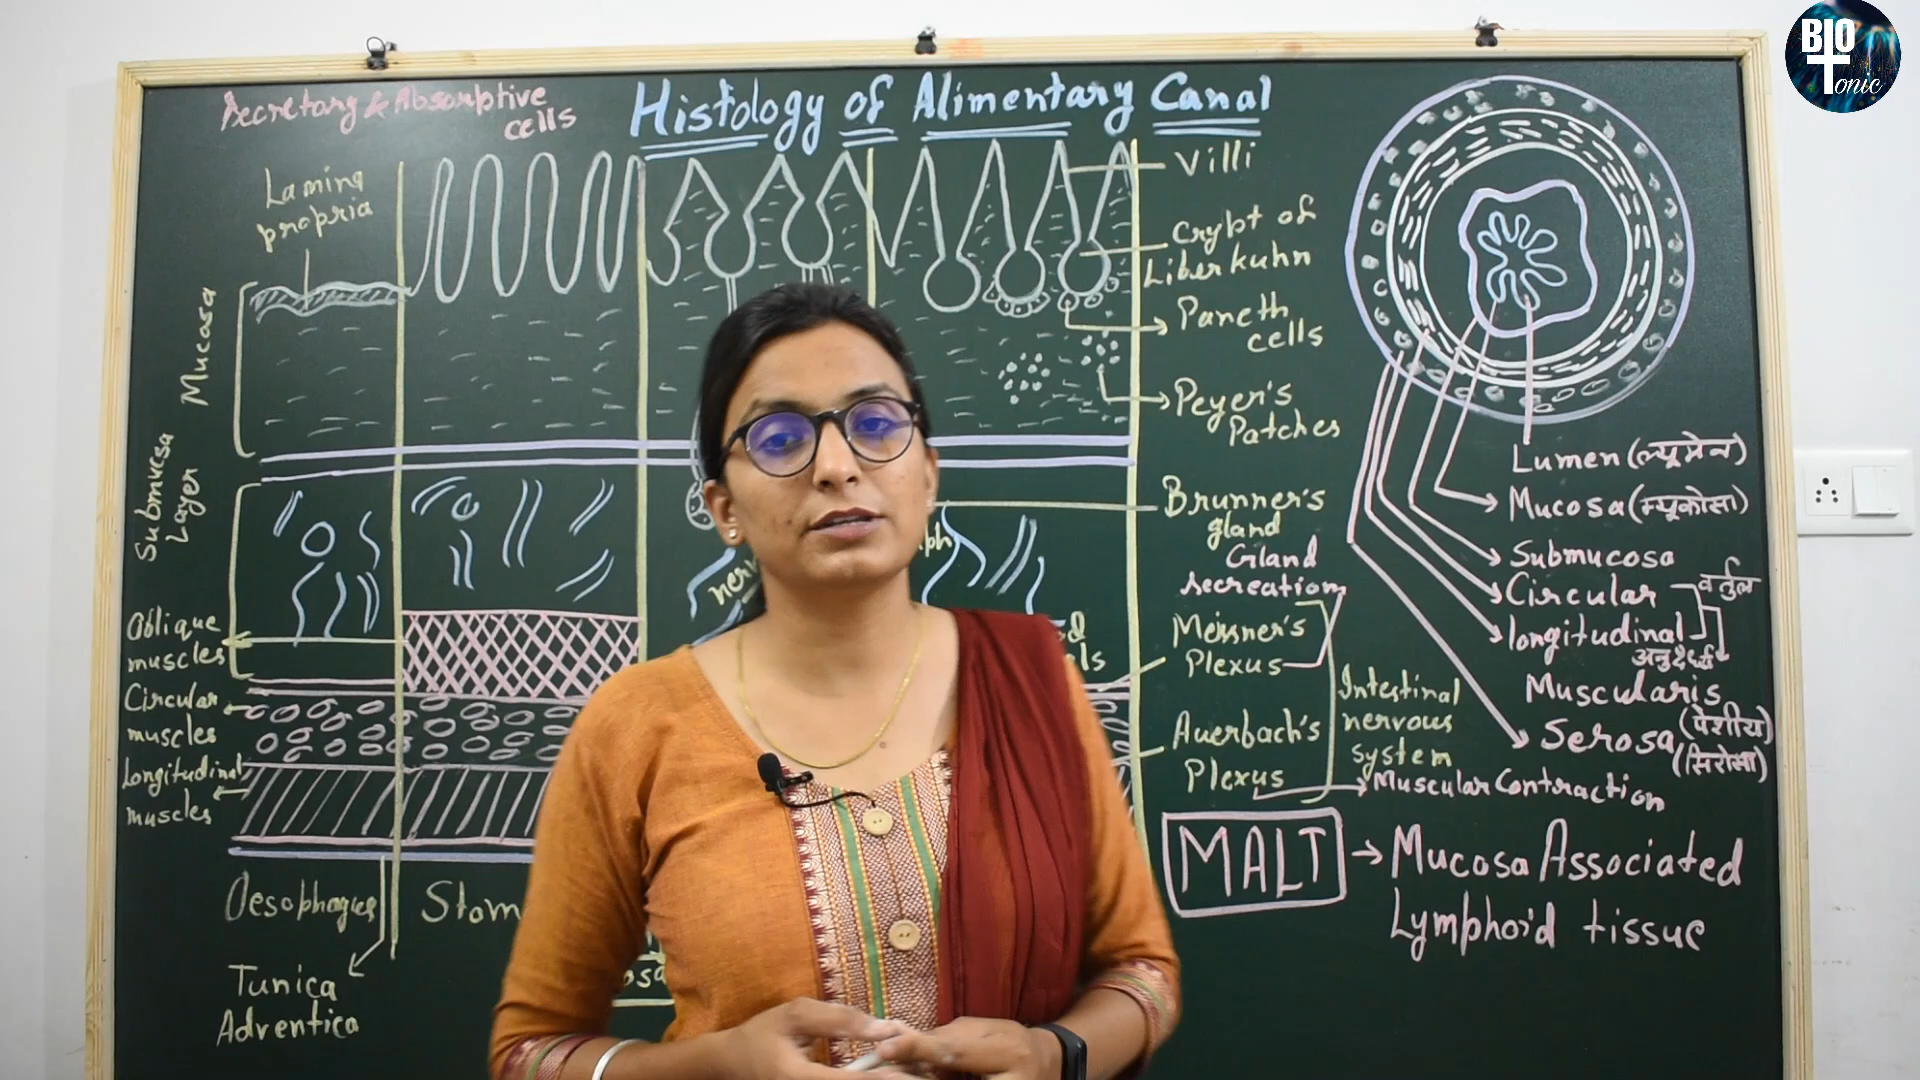 BIO
Tonic
Histology of Alimentary Canal
Secretary & Absorptive
cells
Lamina
propria
Mucosa
Submucosa
Layer
Oblique
muscles
Circular
muscles
Longitudinal
muscles
Oesophagus
Stom
Tunica
Adventica
Villi
Crypt of
Liberkuhn
Paneth
cells
Peyer's
Patches
Brunner's
gland
Gland
secreation
Meissner's
Plexus
Auerbach's
Plexus
Intestinal
nervous
system
Muscular Contraction
Lumen (ल्यूमेन)
Mucosa (म्यूकोसा)
Submucosa
Circular
वर्तुल
longitudinal
Muscularis
(पेशीय)
Serosa
(सिरोसा)
MALT → Mucosa Associated
Lymphoid tissue